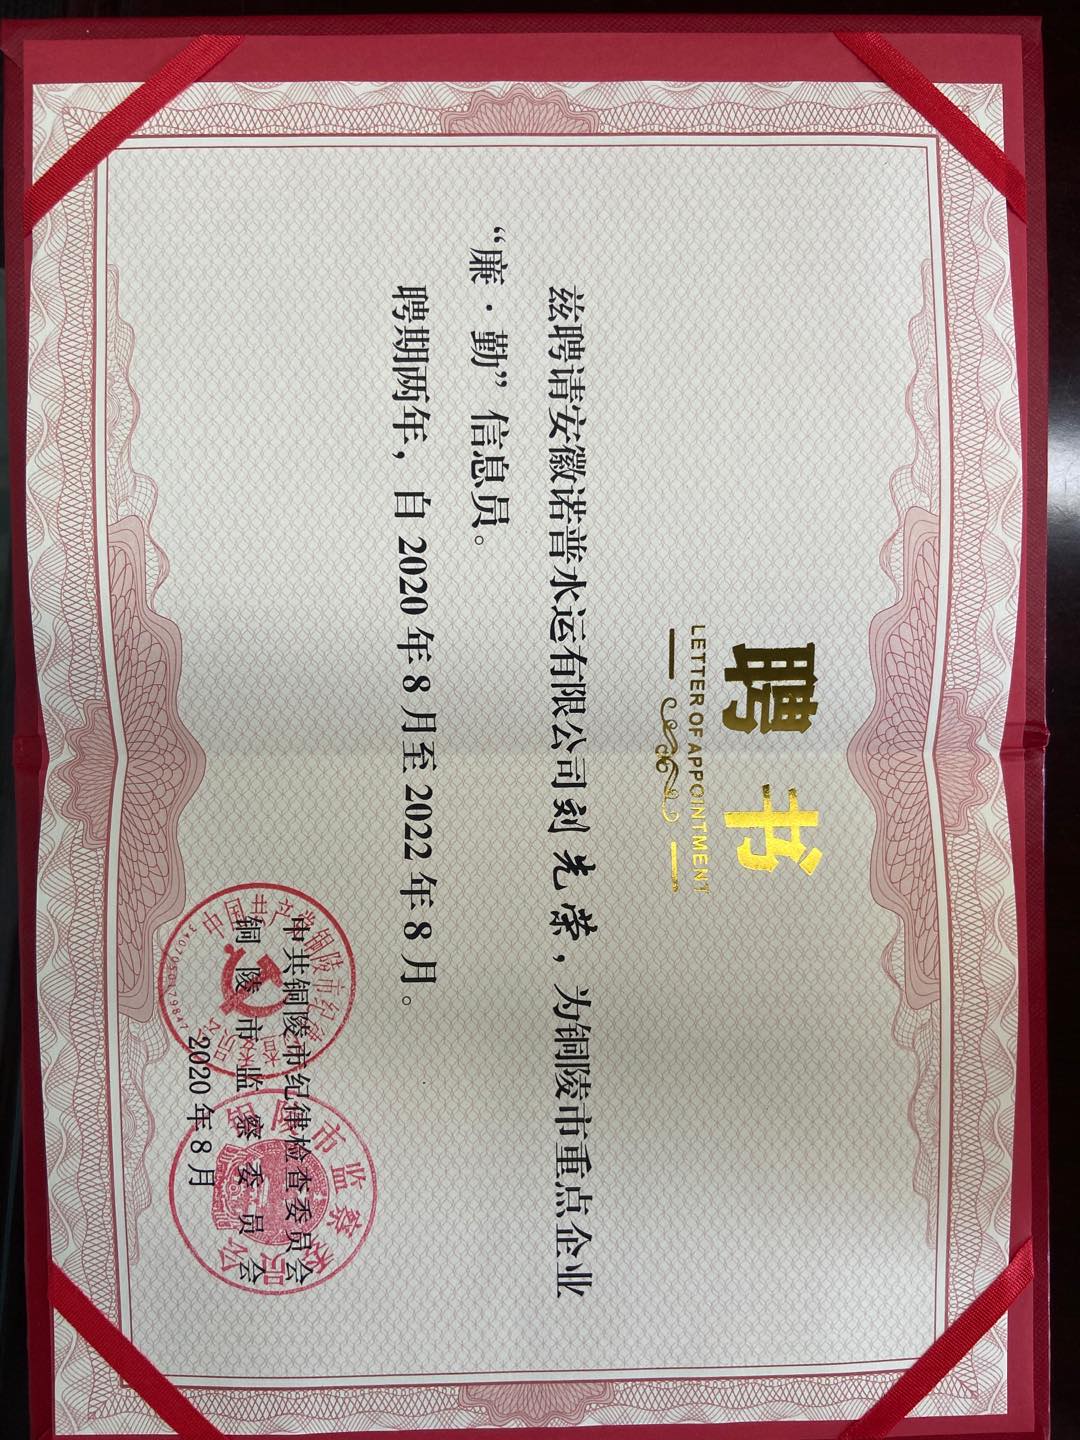 聘书
LETTER OF APPOINTMENT
兹聘请安徽诺普水运有限公司刘光荣，为铜陵市重点企业
“廉·勤”信息员。
聘期两年，自2020年8月至2022年8月。
中共铜陵市纪律检查委员会
铜陵市监察委员会
2020年8月